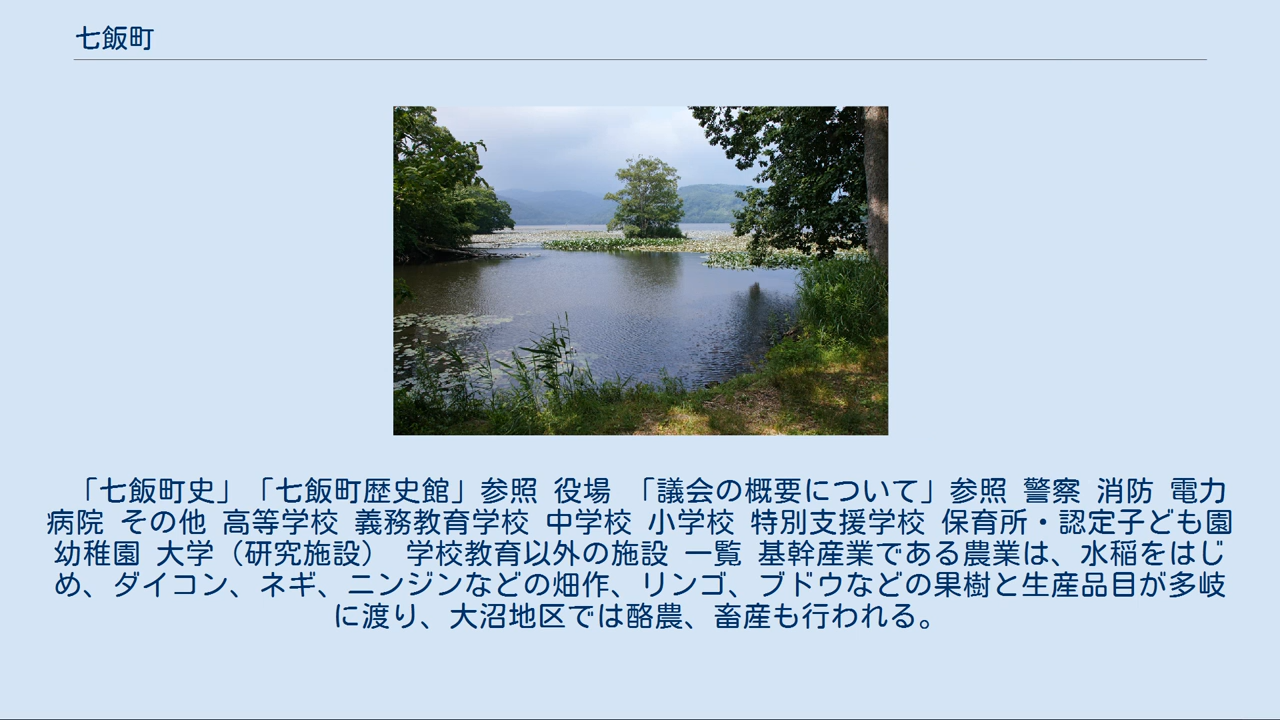 七飯町
「七飯町史」「七飯町歴史館」参照 役場 「議会の概要について」参照 警察 消防 電力
病院 その他 高等学校 義務教育学校 中学校 小学校 特別支援学校 保育所・認定子ども園
幼稚園 大学（研究施設） 学校教育以外の施設 一覧 基幹産業である農業は、水稲をはじ
め、ダイコン、ネギ、ニンジンなどの畑作、リンゴ、ブドウなどの果樹と生産品目が多岐
に渡り、大沼地区では酪農、畜産も行われる。